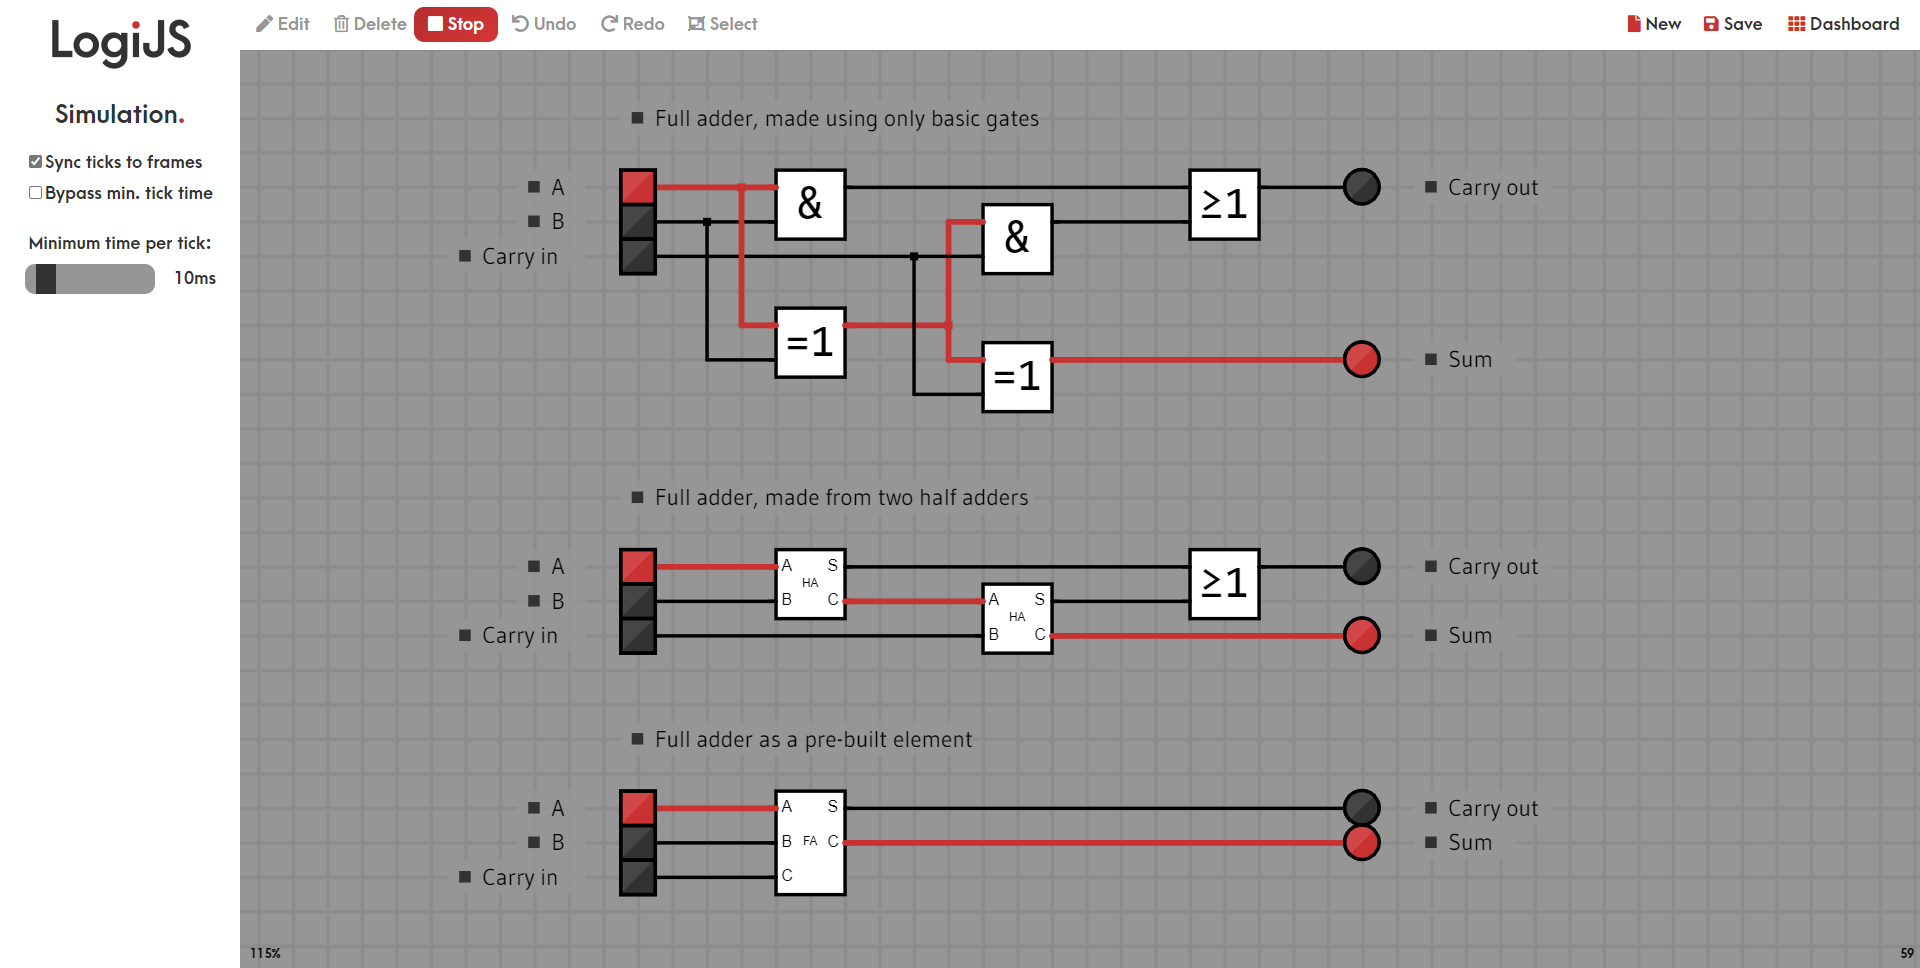 LogiJS
Edit Delete Stop Undo Redo Select New Save Dashboard
Simulation.
Sync ticks to frames
Bypass min. tick time
Minimum time per tick:
10ms
Full adder, made using only basic gates
A & ≥1 Carry out
B &
Carry in
=1
=1 Sum
Full adder, made from two half adders
A A S ≥1 Carry out
HA
B B C A S
HA
Carry in B C Sum
Full adder as a pre-built element
A A S Carry out
B B FA C Sum
Carry in C
115% 59